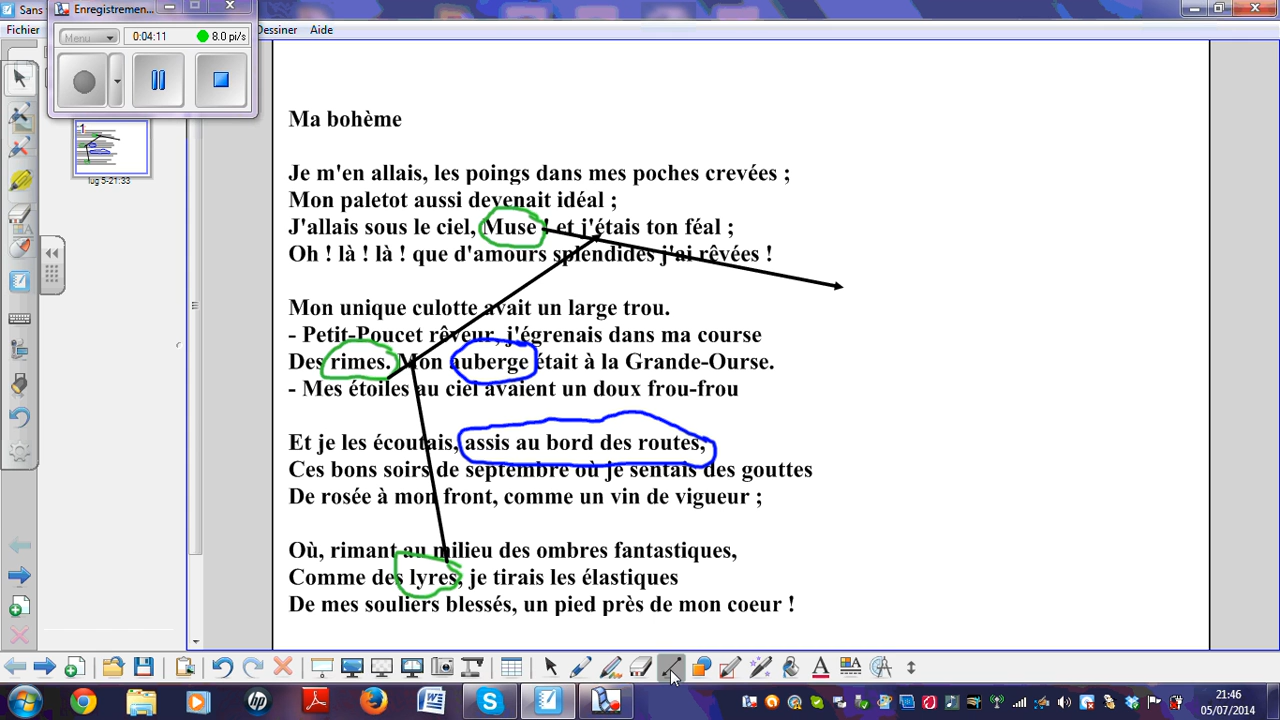 Sans
Enregistremen...
Fichier
Dessiner
Aide
Menu
0:04:11
8.0 pi/s
1
lug 5-21:33
Ma bohème
Je m'en allais, les poings dans mes poches crevées ;
Mon paletot aussi devenait idéal ;
J'allais sous le ciel, Muse ! et j'étais ton féal ;
Oh ! là ! là ! que d'amours splendides j'ai rêvées !
Mon unique culotte avait un large trou.
- Petit-Poucet rêveur, j'égrenais dans ma course
Des rimes. Mon auberge était à la Grande-Ourse.
- Mes étoiles au ciel avaient un doux frou-frou
Et je les écoutais, assis au bord des routes,
Ces bons soirs de septembre où je sentais des gouttes
De rosée à mon front, comme un vin de vigueur ;
Où, rimant au milieu des ombres fantastiques,
Comme des lyres, je tirais les élastiques
De mes souliers blessés, un pied près de mon coeur !
21:46
05/07/2014